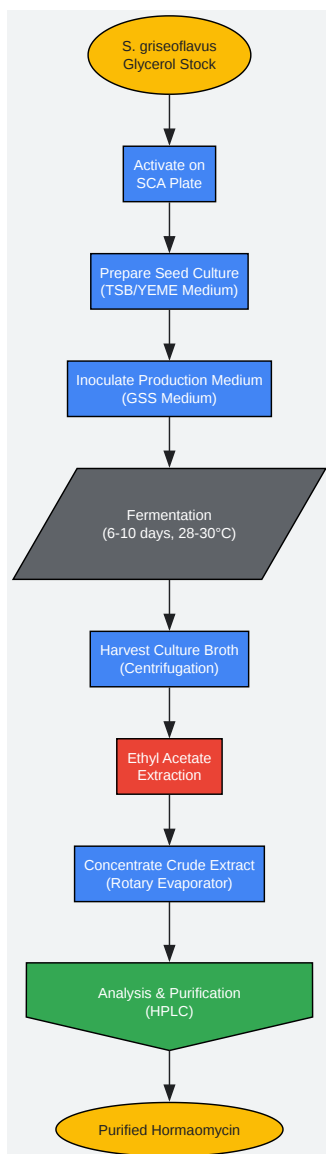 S. griseoflavus
Glycerol Stock
Activate on
SCA Plate
Prepare Seed Culture
(TSB/YEME Medium)
Inoculate Production Medium
(GSS Medium)
Fermentation
(6-10 days, 28-30°C)
Harvest Culture Broth
(Centrifugation)
Ethyl Acetate
Extraction
Concentrate Crude Extract
(Rotary Evaporator)
Analysis & Purification
(HPLC)
Purified Hormaomycin